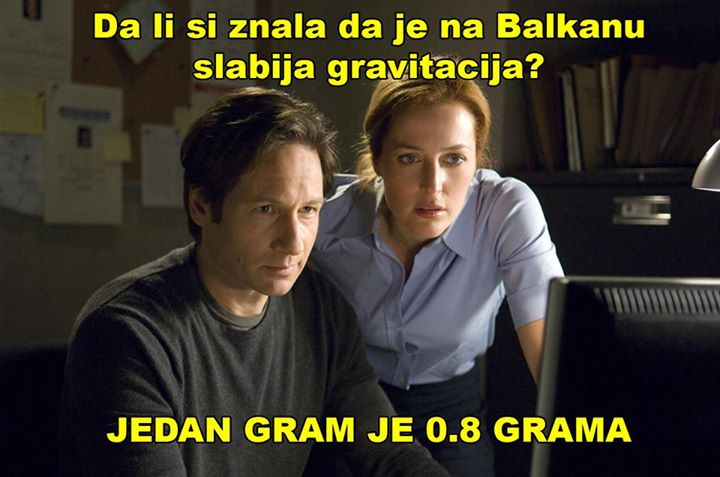 Da li si znala da je na Balkanu
slabija gravitacija?
JEDAN GRAM JE 0.8 GRAMA